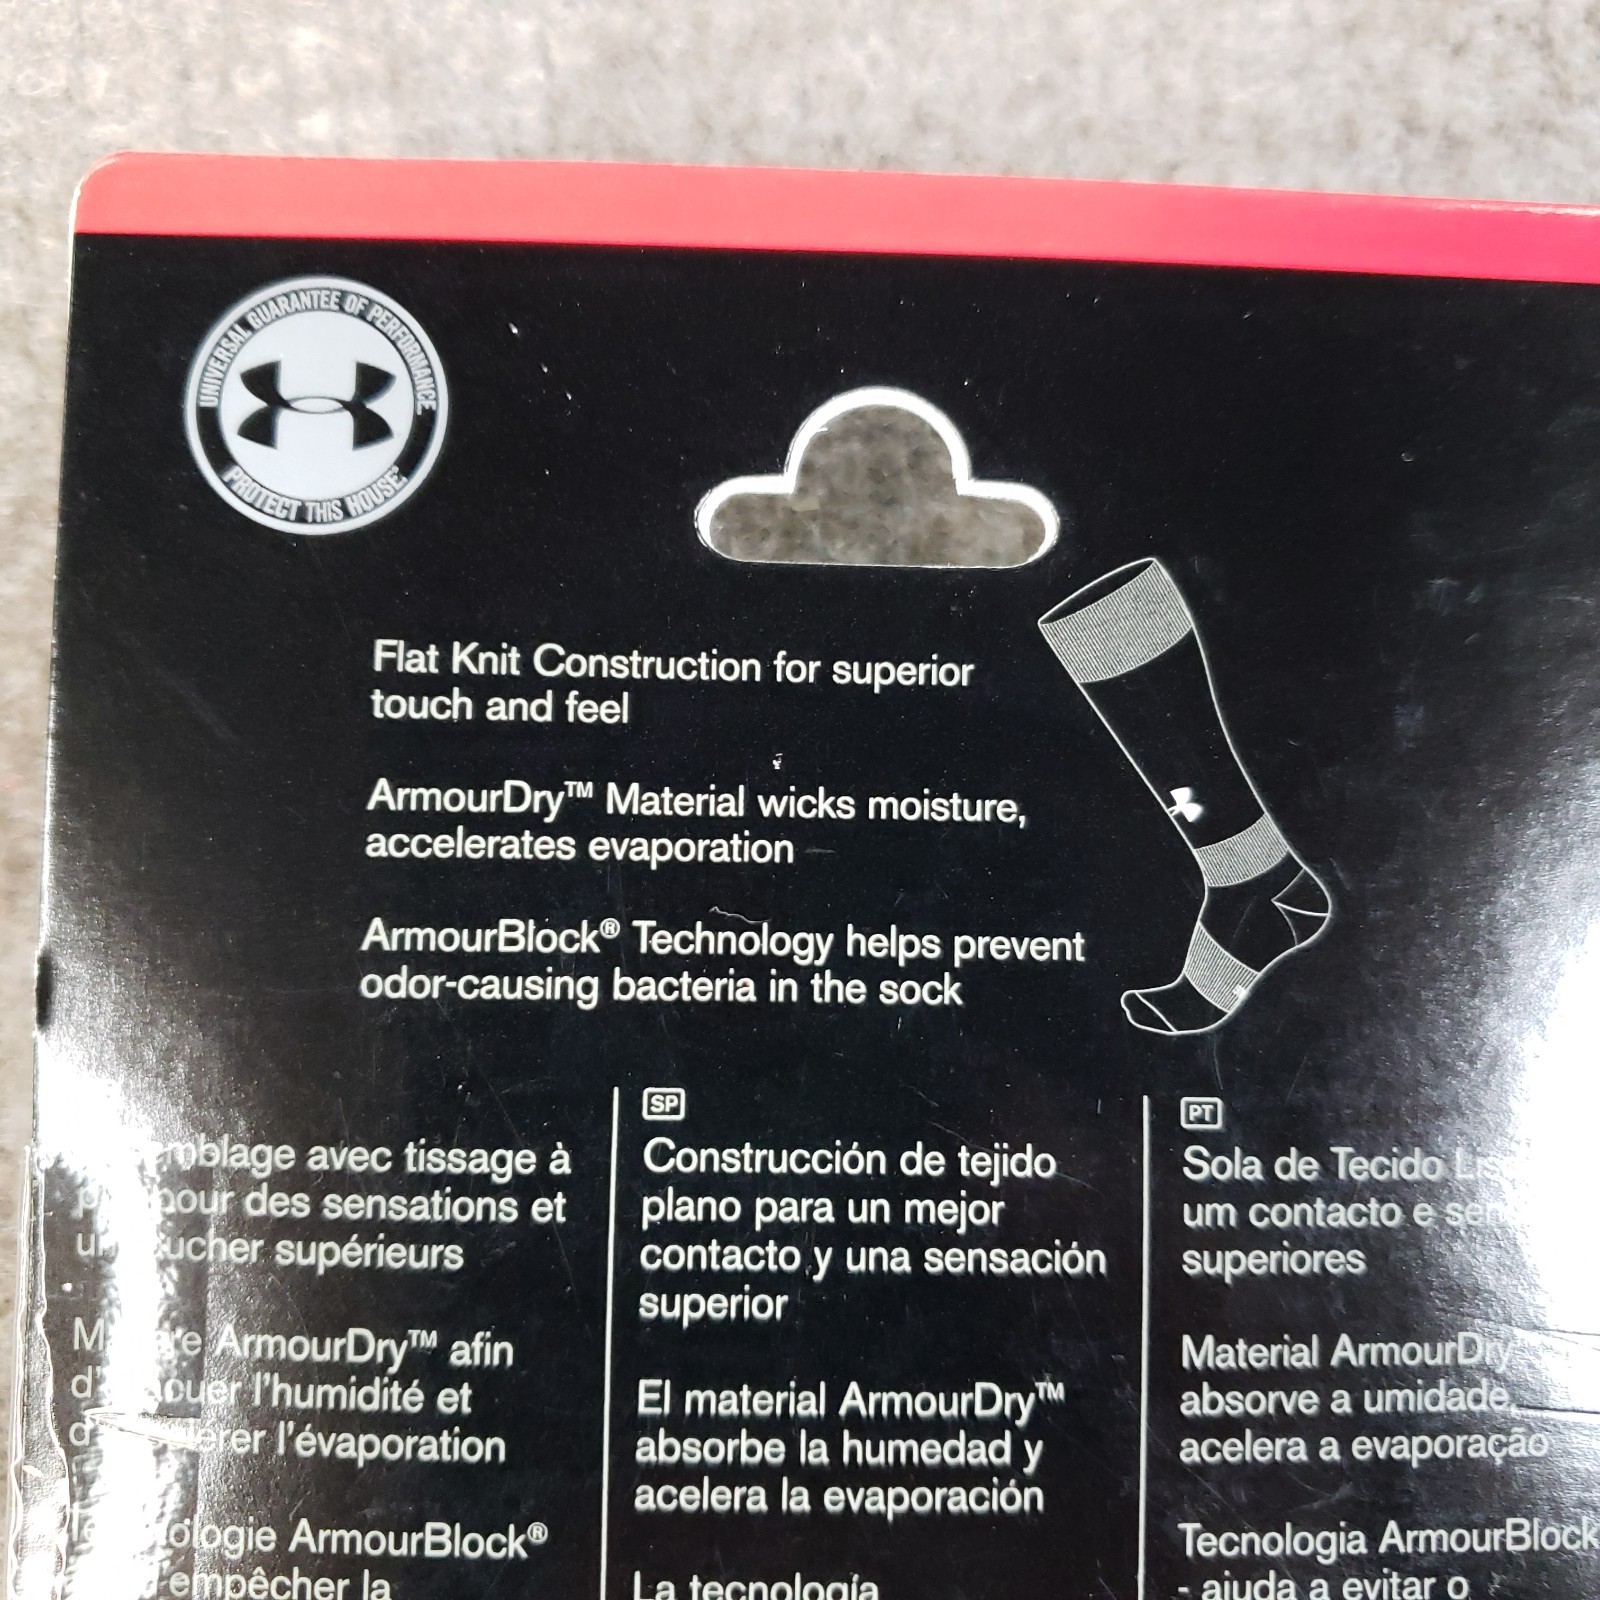 UNIVERSAL GUARANTEE OF PERFORMANCE
PROTECT THIS HOUSE
Flat Knit Construction for superior
touch and feel
ArmourDry™ Material wicks moisture,
accelerates evaporation
ArmourBlock® Technology helps prevent
odor-causing bacteria in the sock
avec tissage à
pour des sensations et
supérieurs
ArmourDry™ afin
l'humidité et
l'évaporation
ArmourBlock®
empêcher la
SP
Construcción de tejido
plano para un mejor
contacto y una sensación
superior
El material ArmourDry™
absorbe la humedad y
acelera la evaporación
La tecnología
PT
Sola de Tecido
um contacto e
superiores
Material ArmourDry
absorve a umidade,
acelera a evaporação
Tecnologia ArmourBlock
- ajuda a evitar o